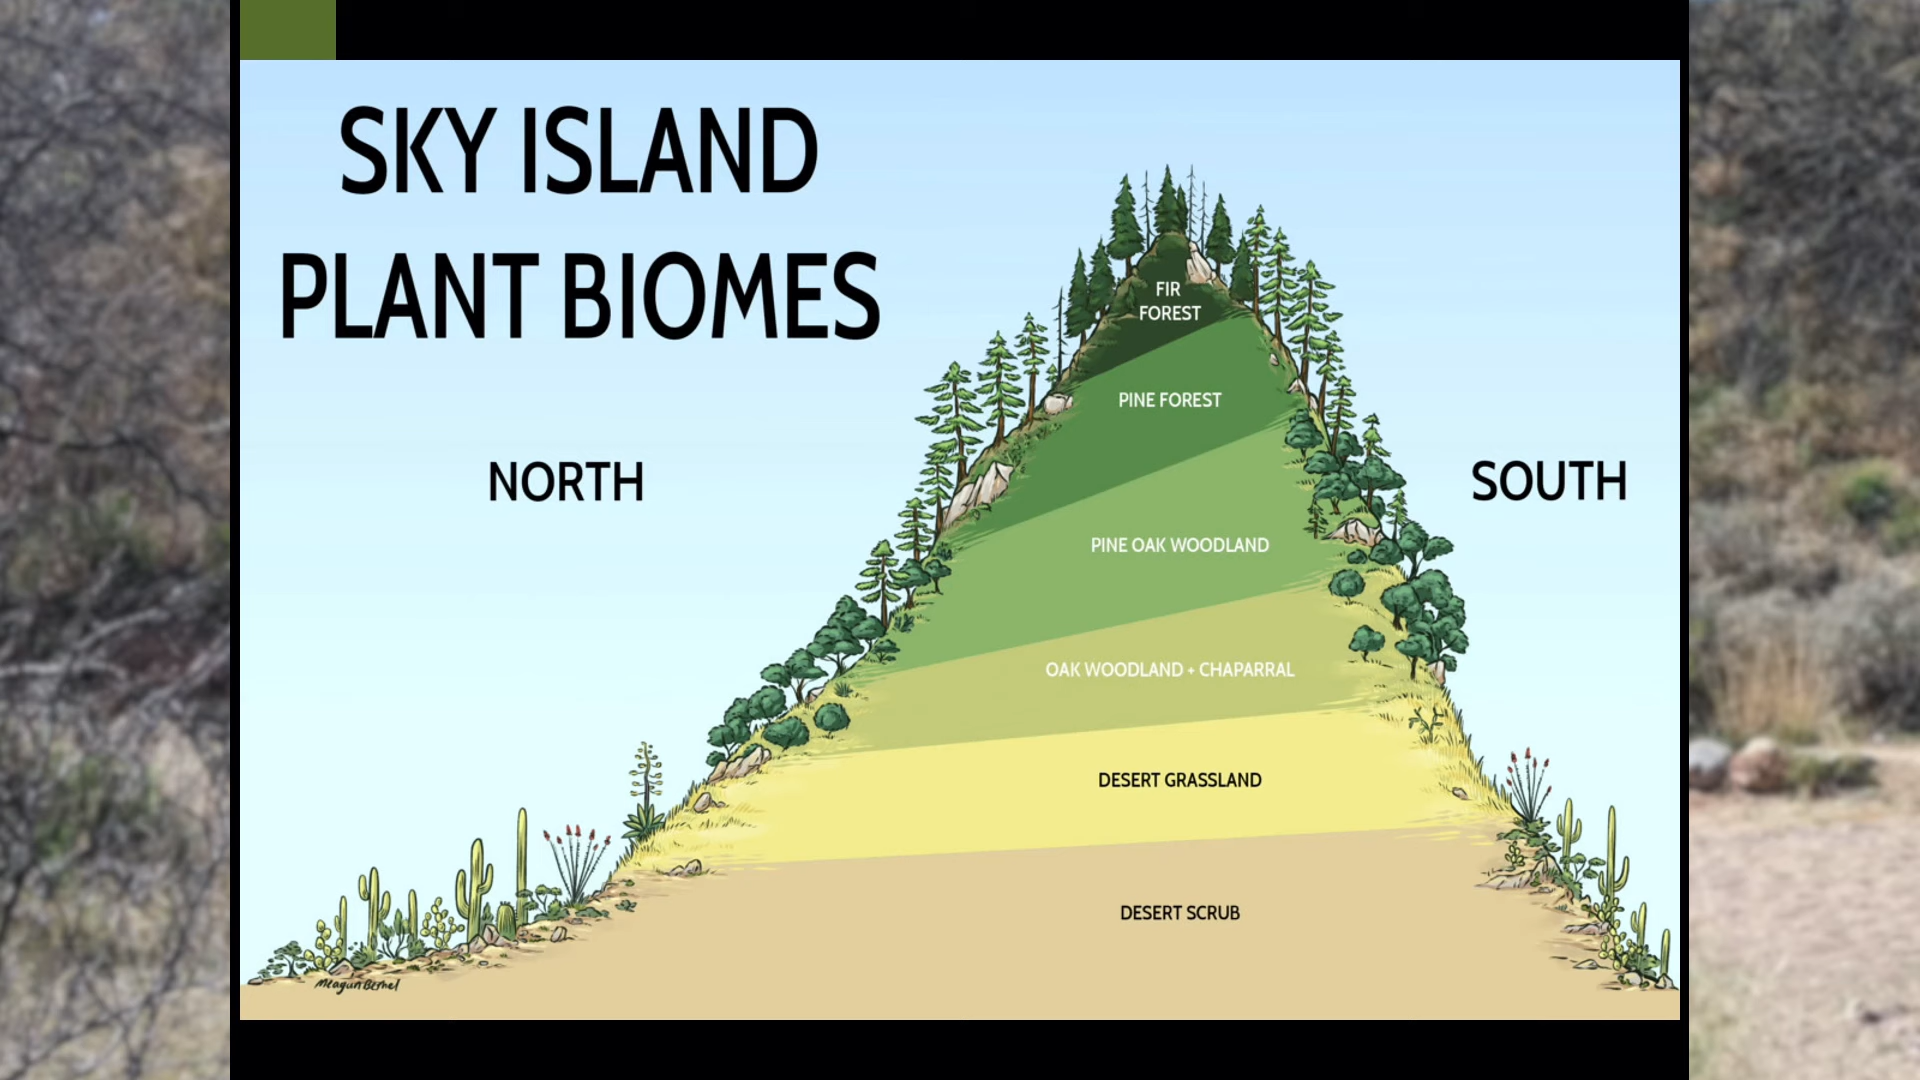 SKY ISLAND
PLANT BIOMES
NORTH
SOUTH
FIR
FOREST
PINE FOREST
PINE OAK WOODLAND
OAK WOODLAND + CHAPARRAL
DESERT GRASSLAND
DESERT SCRUB